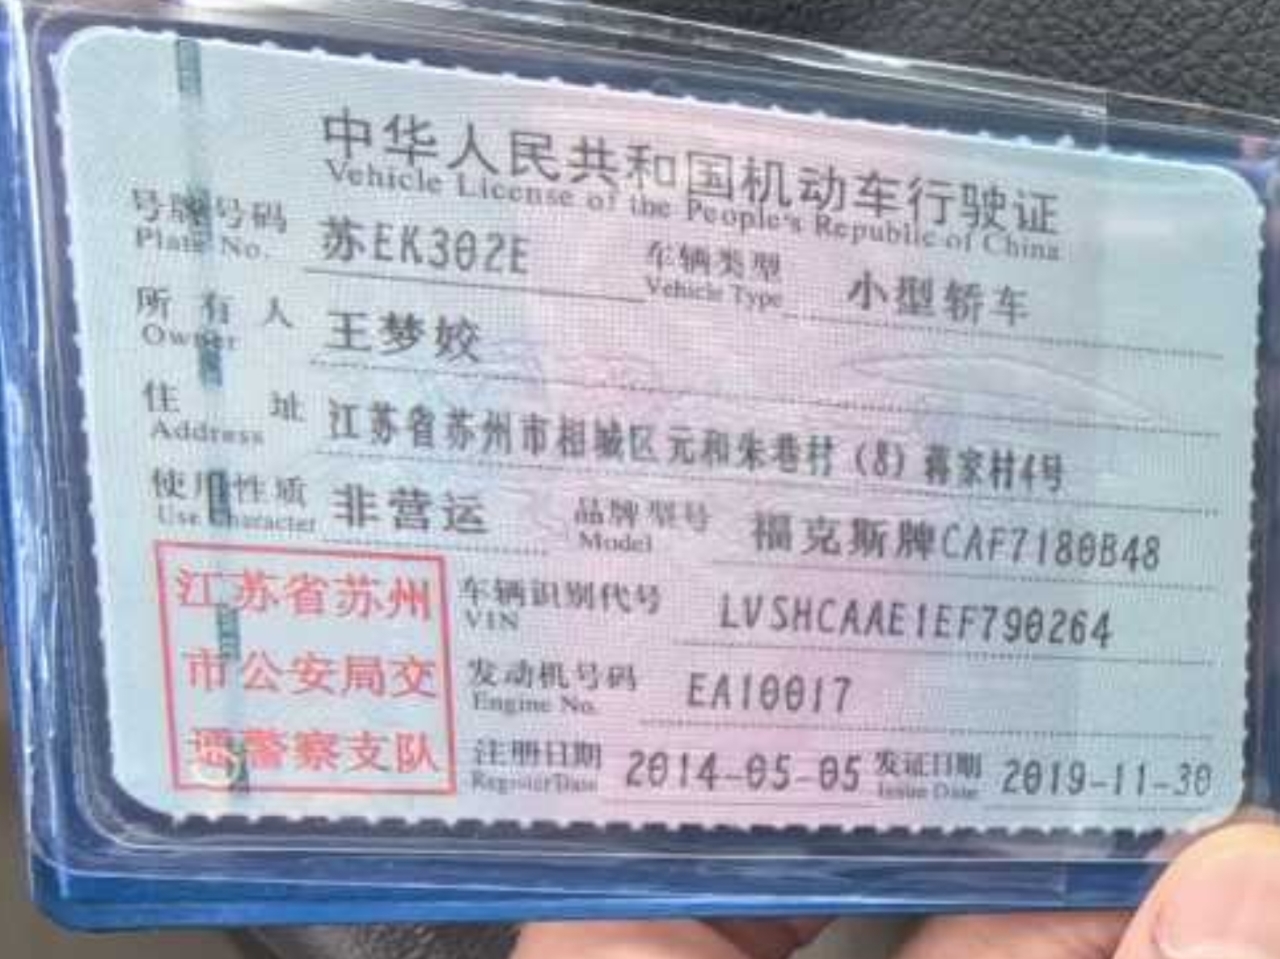 中华人民共和国机动车行驶证
Vehicle License of the People's Republic of China
号牌号码 苏EK302E 车辆类型 小型轿车
Plate No. Vehicle Type
所有人 王梦姣
Owner
住址 江苏省苏州市相城区元和朱巷村（8）蒋家村4号
Address
使用性质 非营运 品牌型号 福克斯牌CAF7180B48
Use Character Model
江苏省苏州
市公安局交
通警察支队
车辆识别代号 LVSHCAAE1EF790264
VIN
发动机号码 EA10017
Engine No.
注册日期 2014-05-05 发证日期 2019-11-30
Register Date Issue Date